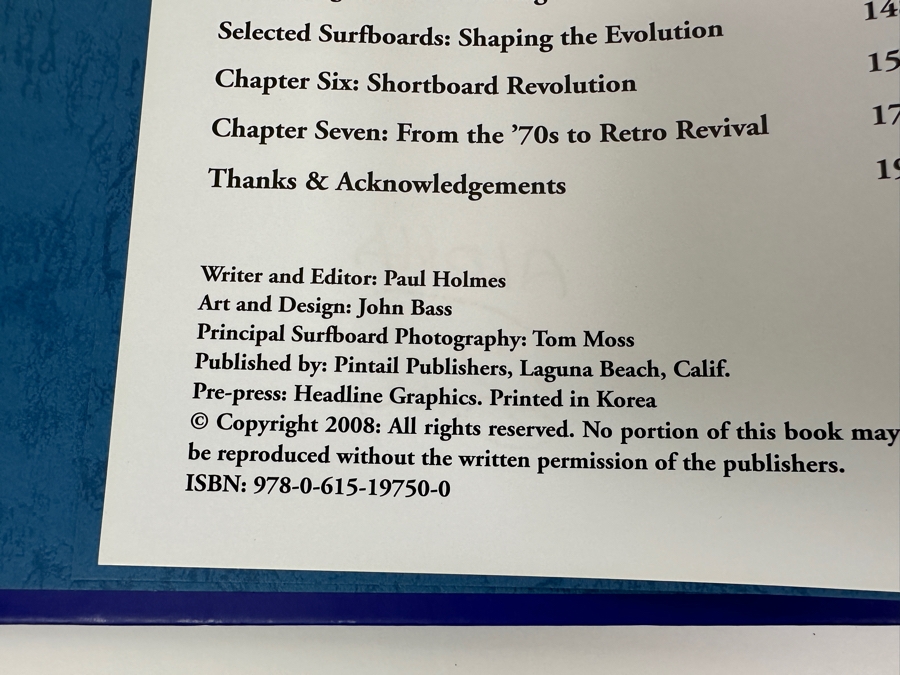 Selected Surfboards: Shaping the Evolution
Chapter Six: Shortboard Revolution
Chapter Seven: From the ’70s to Retro Revival
Thanks & Acknowledgements
Writer and Editor: Paul Holmes
Art and Design: John Bass
Principal Surfboard Photography: Tom Moss
Published by: Pintail Publishers, Laguna Beach, Calif.
Pre-press: Headline Graphics. Printed in Korea
© Copyright 2008: All rights reserved. No portion of this book may
be reproduced without the written permission of the publishers.
ISBN: 978-0-615-19750-0